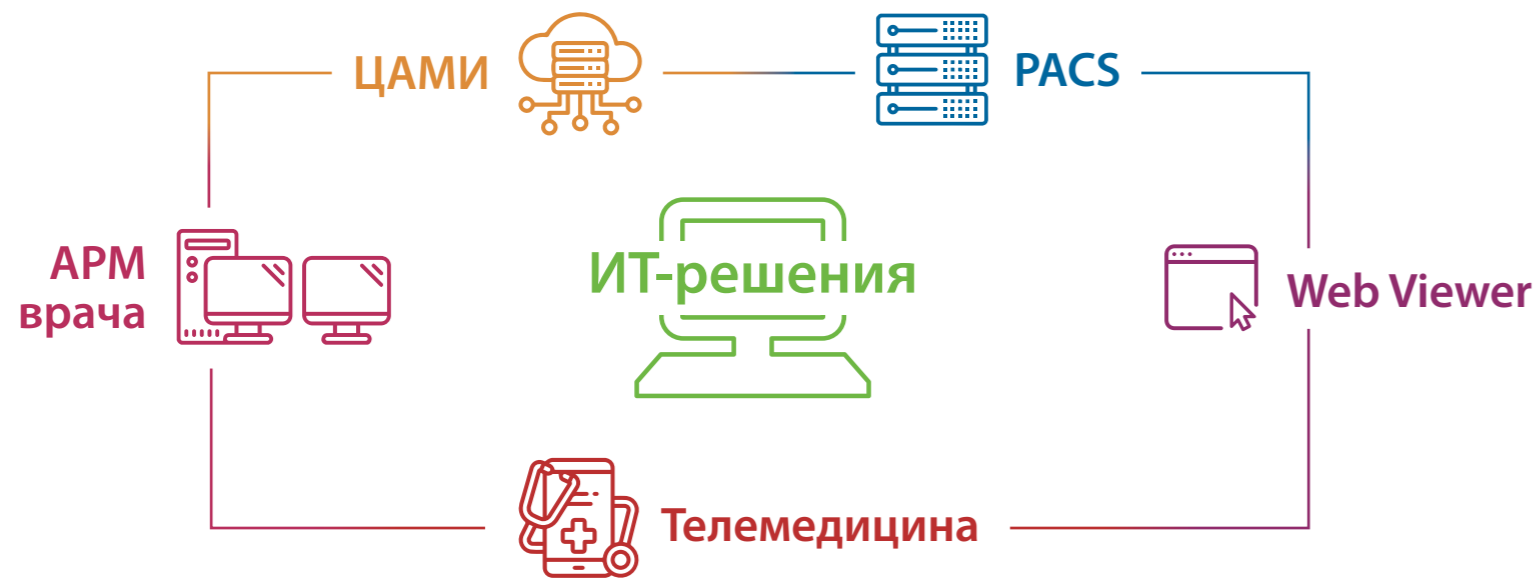 ЦАМИ
PACS
АРМ
врача
ИТ-решения
Web Viewer
Телемедицина